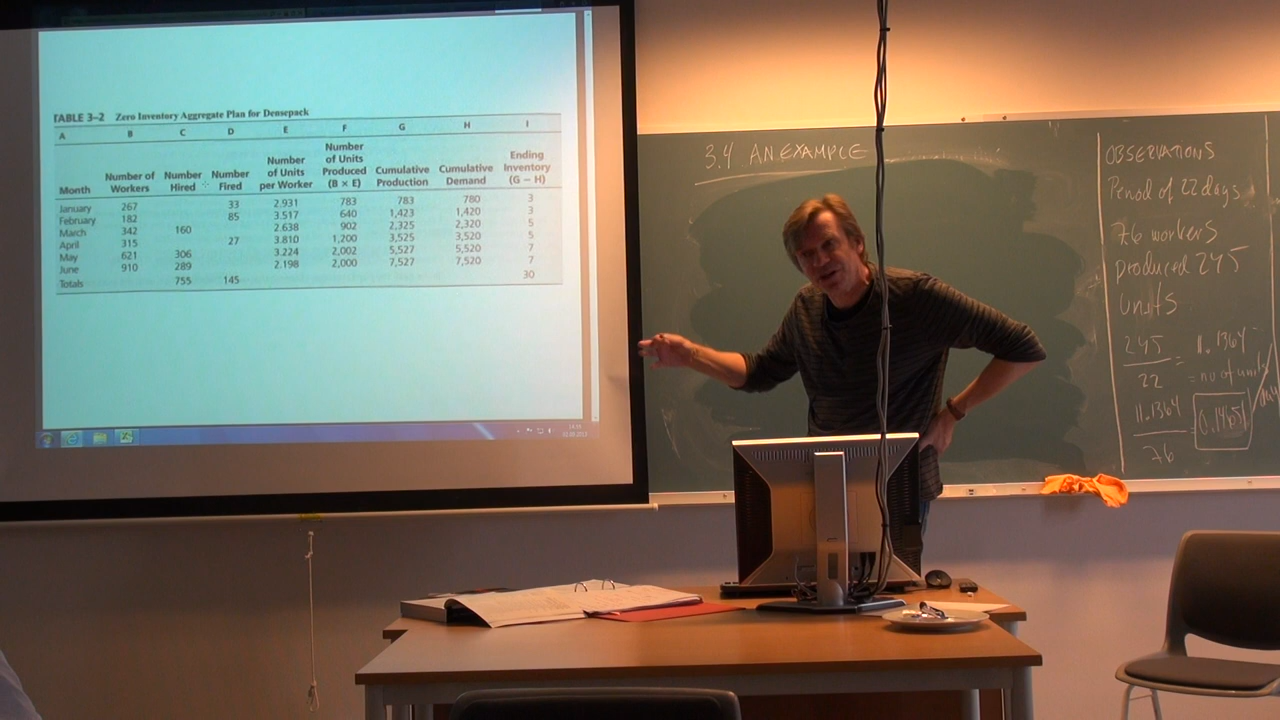 TABLE 3–2 Zero Inventory Aggregate Plan for Densepack
A B C D E F G H I
Month Number of Workers Number Hired Number Fired Number of Units per Worker Number of Units Produced (B × E) Cumulative Production Cumulative Demand Ending Inventory (G − H)
January 267 33 2.931 783 783 780 3
February 182 85 3.517 640 1,423 1,420 3
March 342 160 2.638 902 2,325 2,320 5
April 315 27 3.810 1,200 3,525 3,520 5
May 621 306 3.224 2,002 5,527 5,520 7
June 910 289 2.198 2,000 7,527 7,520 7
Totals 755 145 30
3.4 AN EXAMPLE
OBSERVATIONS
Period of 22 days
76 workers
produced 245
units
245
22
= 11.1364
= no of units
11.1364
76
0.14653